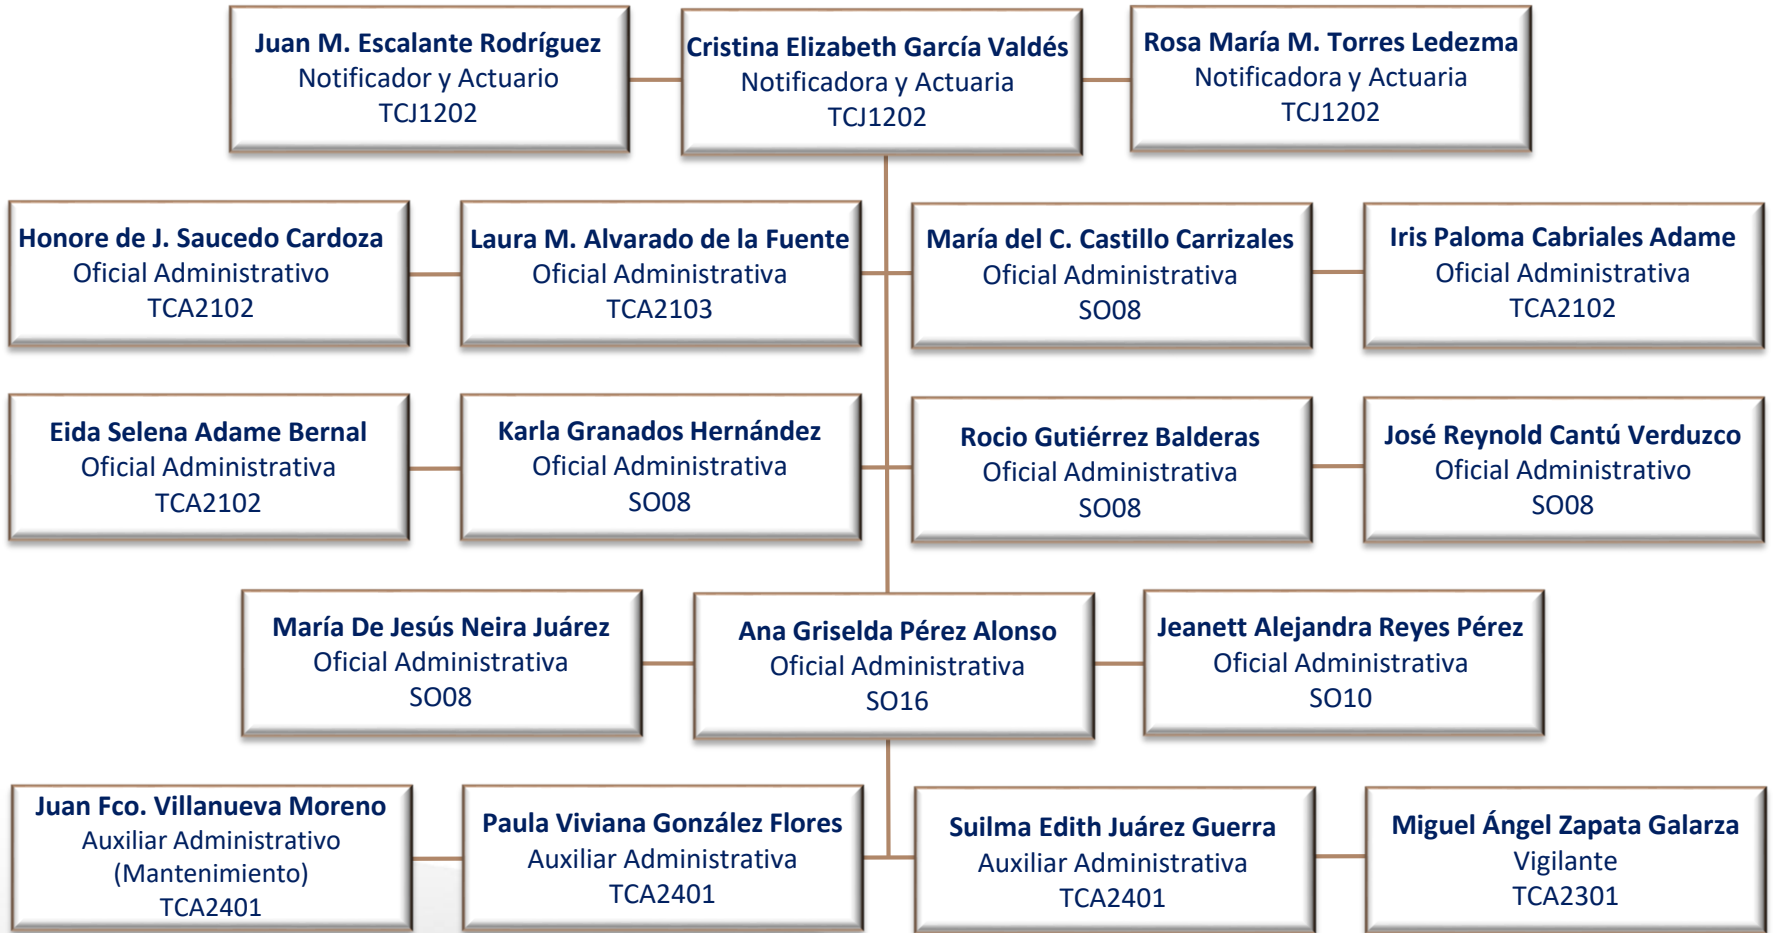 Juan M. Escalante Rodríguez
Notificador y Actuario
TCJ1202
Cristina Elizabeth García Valdés
Notificadora y Actuaria
TCJ1202
Rosa María M. Torres Ledezma
Notificadora y Actuaria
TCJ1202
Honore de J. Saucedo Cardoza
Oficial Administrativo
TCA2102
Laura M. Alvarado de la Fuente
Oficial Administrativa
TCA2103
María del C. Castillo Carrizales
Oficial Administrativa
SO08
Iris Paloma Cabriales Adame
Oficial Administrativa
TCA2102
Eida Selena Adame Bernal
Oficial Administrativa
TCA2102
Karla Granados Hernández
Oficial Administrativa
SO08
Rocio Gutiérrez Balderas
Oficial Administrativa
SO08
José Reynold Cantú Verduzco
Oficial Administrativo
SO08
María De Jesús Neira Juárez
Oficial Administrativa
SO08
Ana Griselda Pérez Alonso
Oficial Administrativa
SO16
Jeanett Alejandra Reyes Pérez
Oficial Administrativa
SO10
Juan Fco. Villanueva Moreno
Auxiliar Administrativo
(Mantenimiento)
TCA2401
Paula Viviana González Flores
Auxiliar Administrativa
TCA2401
Suilma Edith Juárez Guerra
Auxiliar Administrativa
TCA2401
Miguel Ángel Zapata Galarza
Vigilante
TCA2301